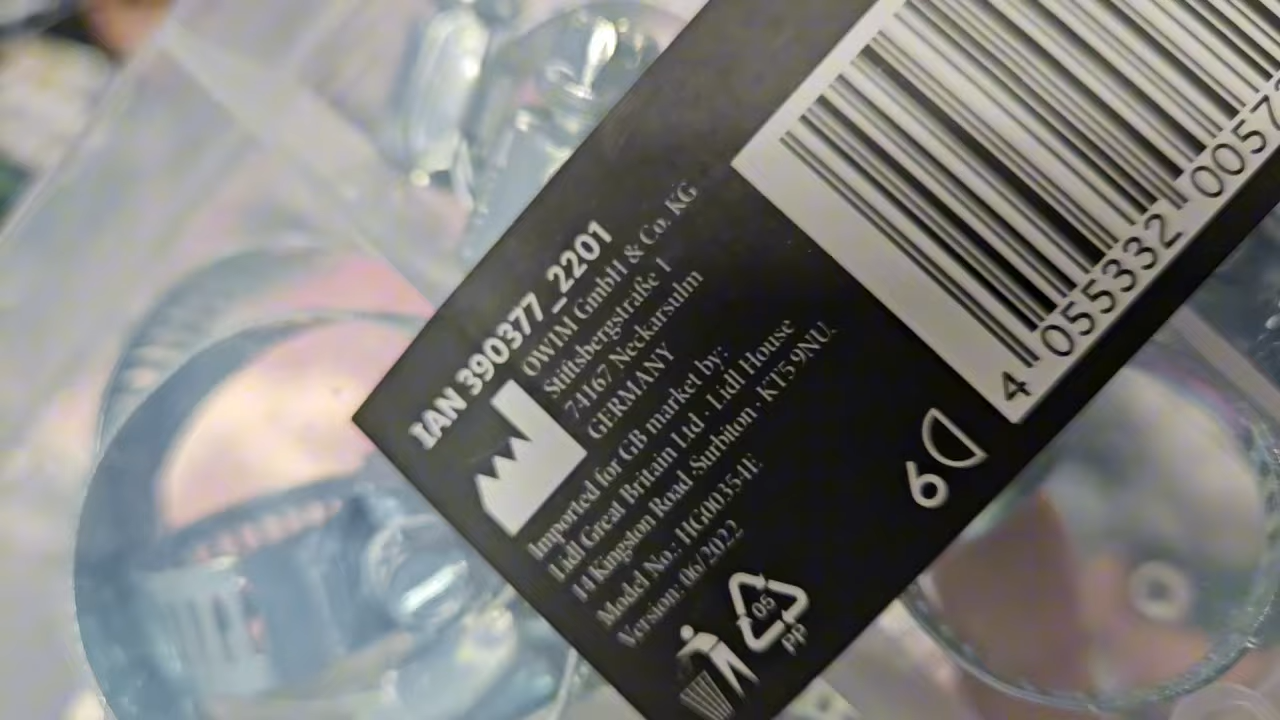 IAN 390377_2201
OWIM GmbH & Co. KG
Stiftsbergstraße 1
74167 Neckarsulm
GERMANY
Imported for GB market by:
Lidl Great Britain Ltd · Lidl House
14 Kingston Road · Surbiton · KT5 9NU.
Model No.: HG00354E
Version: 06/2022
05
PP
6
4 055332 0057